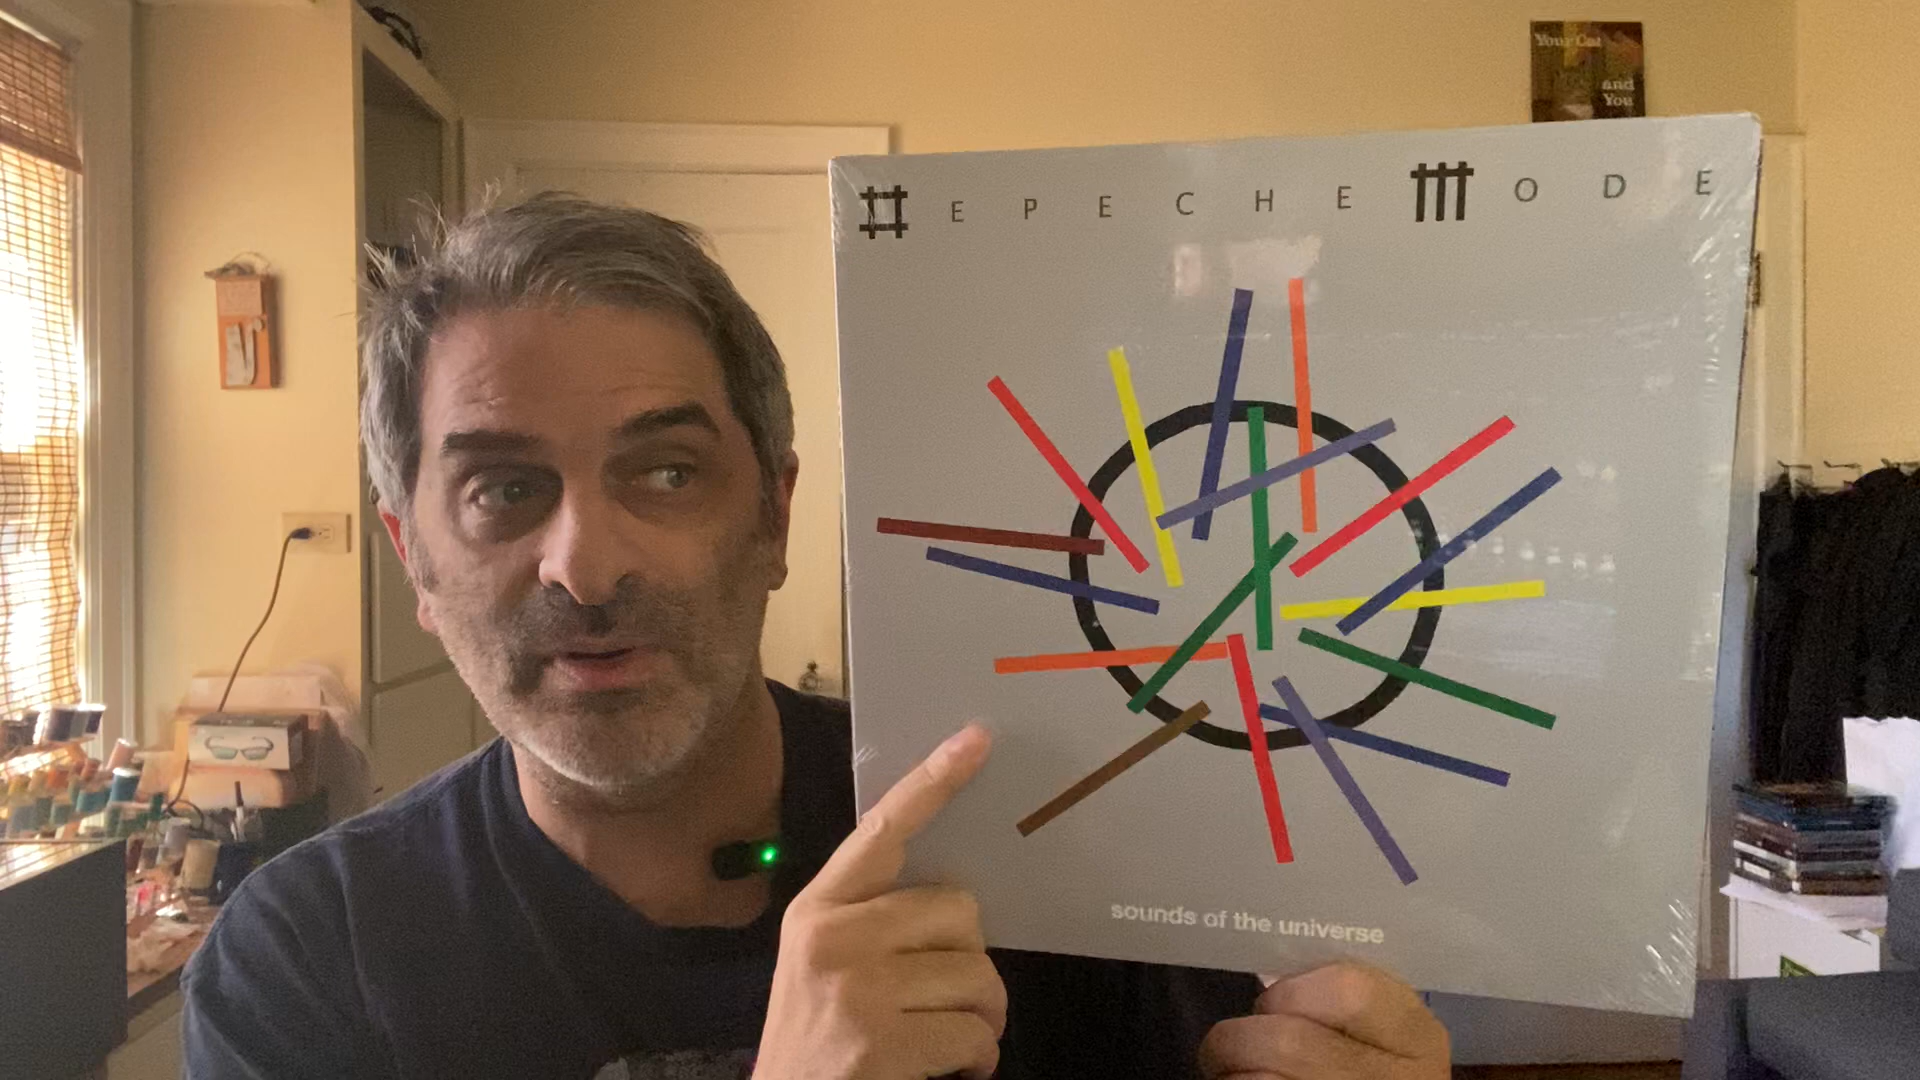 Your Cat
and
You
DEPECHE MODE
sounds of the universe